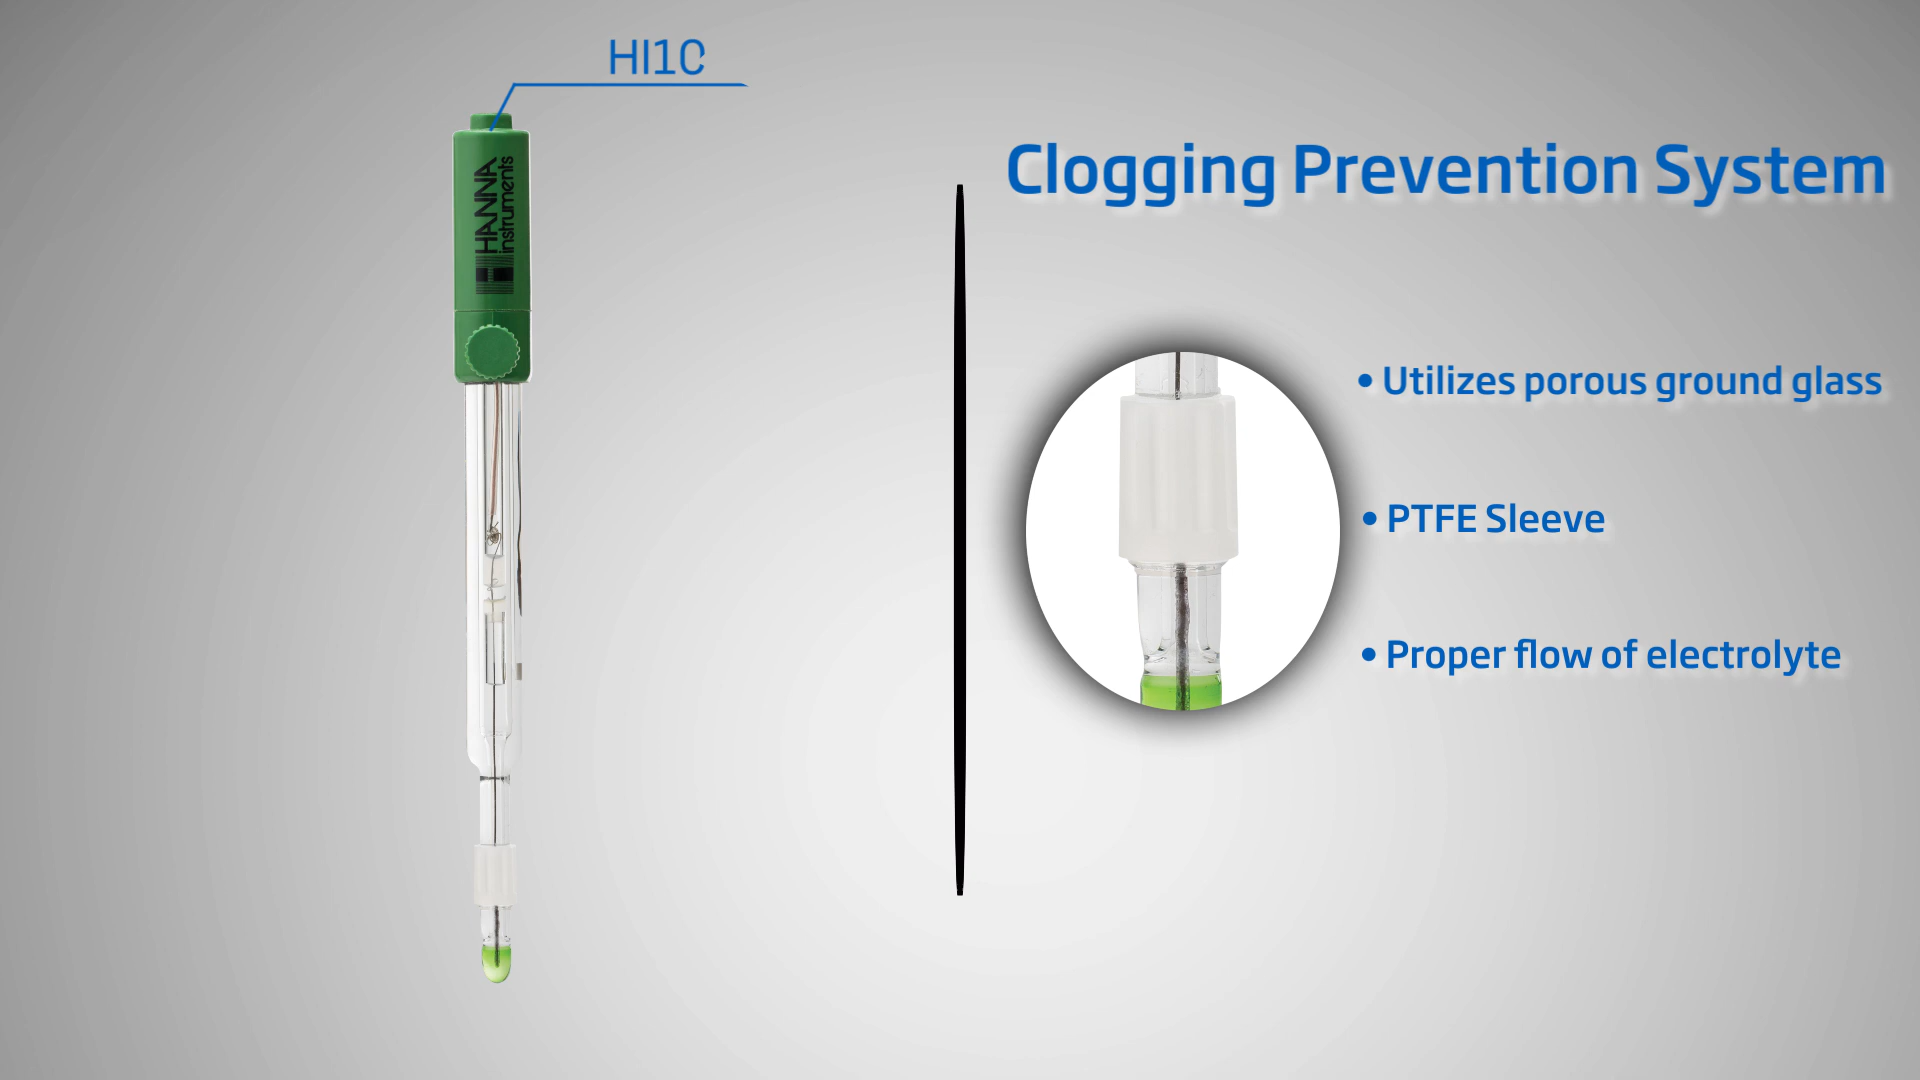 HI1C
HANNA
instruments
Clogging Prevention System
• Utilizes porous ground glass
• PTFE Sleeve
• Proper flow of electrolyte